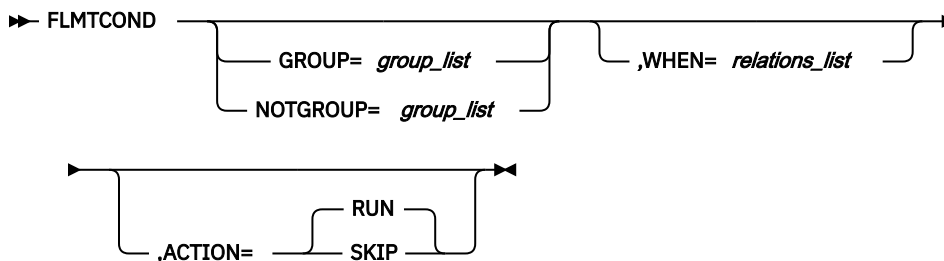 FLMTCOND
GROUP= group_list
NOTGROUP= group_list
,WHEN= relations_list
,ACTION=
RUN
SKIP